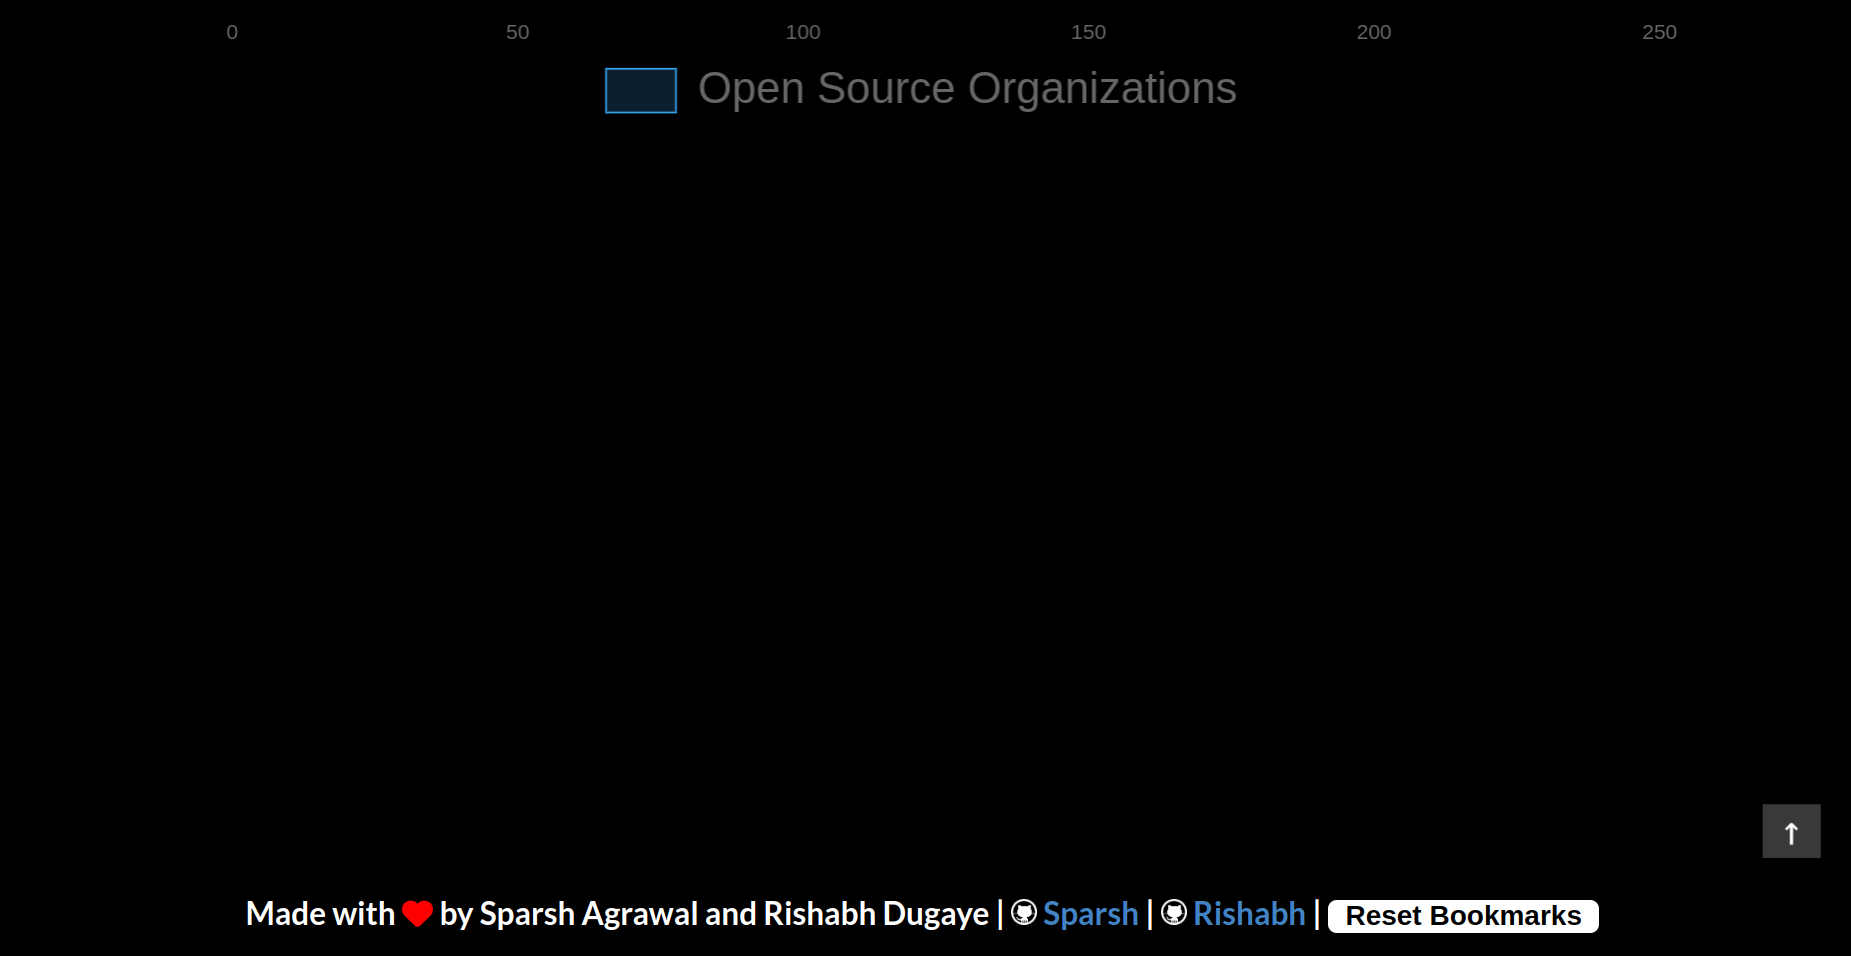 0 50 100 150 200 250
Open Source Organizations
↑
Made with ❤ by Sparsh Agrawal and Rishabh Dugaye | Sparsh | Rishabh | Reset Bookmarks